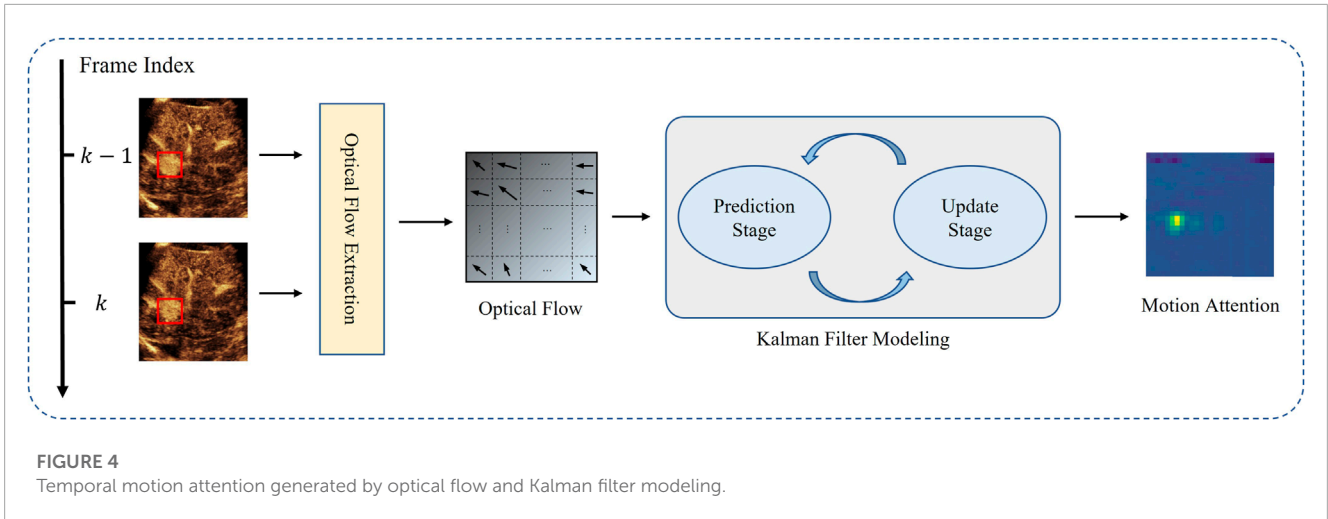 Frame Index
k − 1
k
Optical Flow Extraction
... 
⋮ ⋮ ... ⋮
...
Optical Flow
Prediction
Stage
Update
Stage
Kalman Filter Modeling
Motion Attention
FIGURE 4
Temporal motion attention generated by optical flow and Kalman filter modeling.